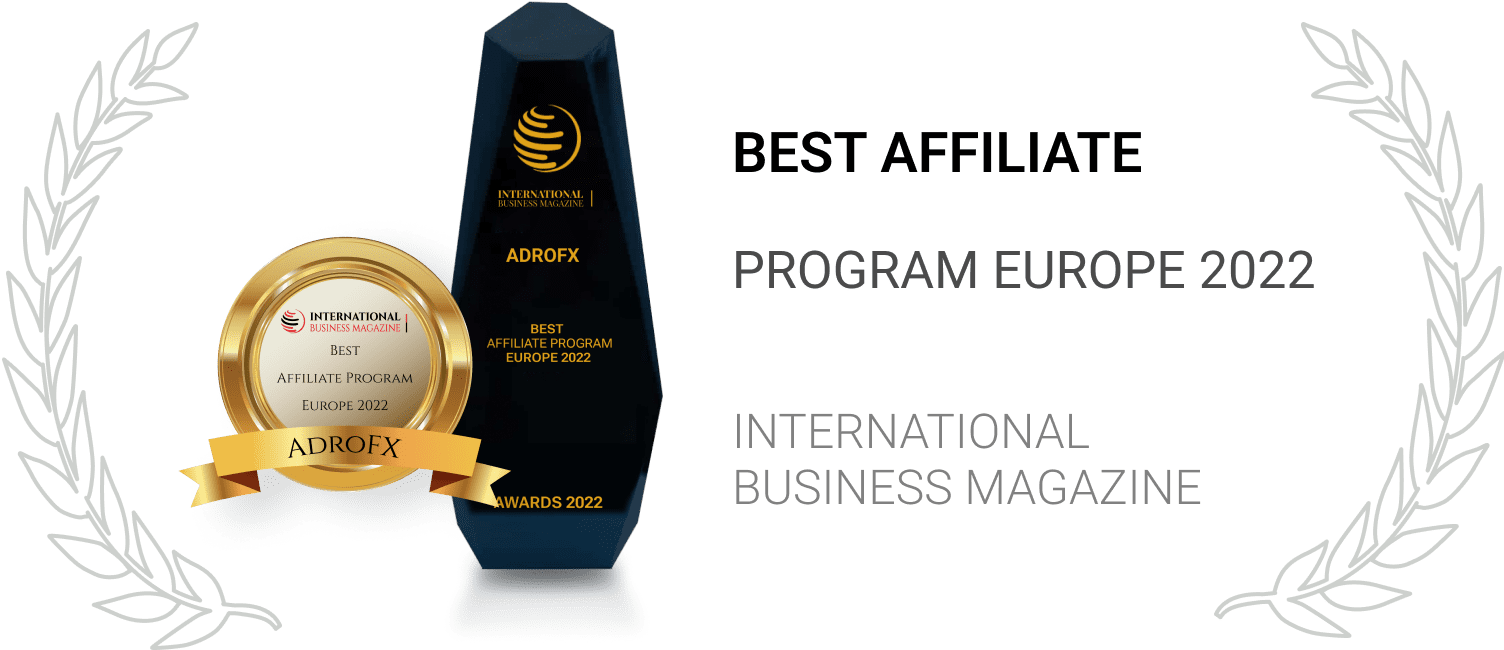 INTERNATIONAL
BUSINESS MAGAZINE
ADROFX
BEST
AFFILIATE PROGRAM
EUROPE 2022
AWARDS 2022
INTERNATIONAL
BUSINESS MAGAZINE
Best
Affiliate Program
Europe 2022
AdroFX
BEST AFFILIATE
PROGRAM EUROPE 2022
INTERNATIONAL
BUSINESS MAGAZINE